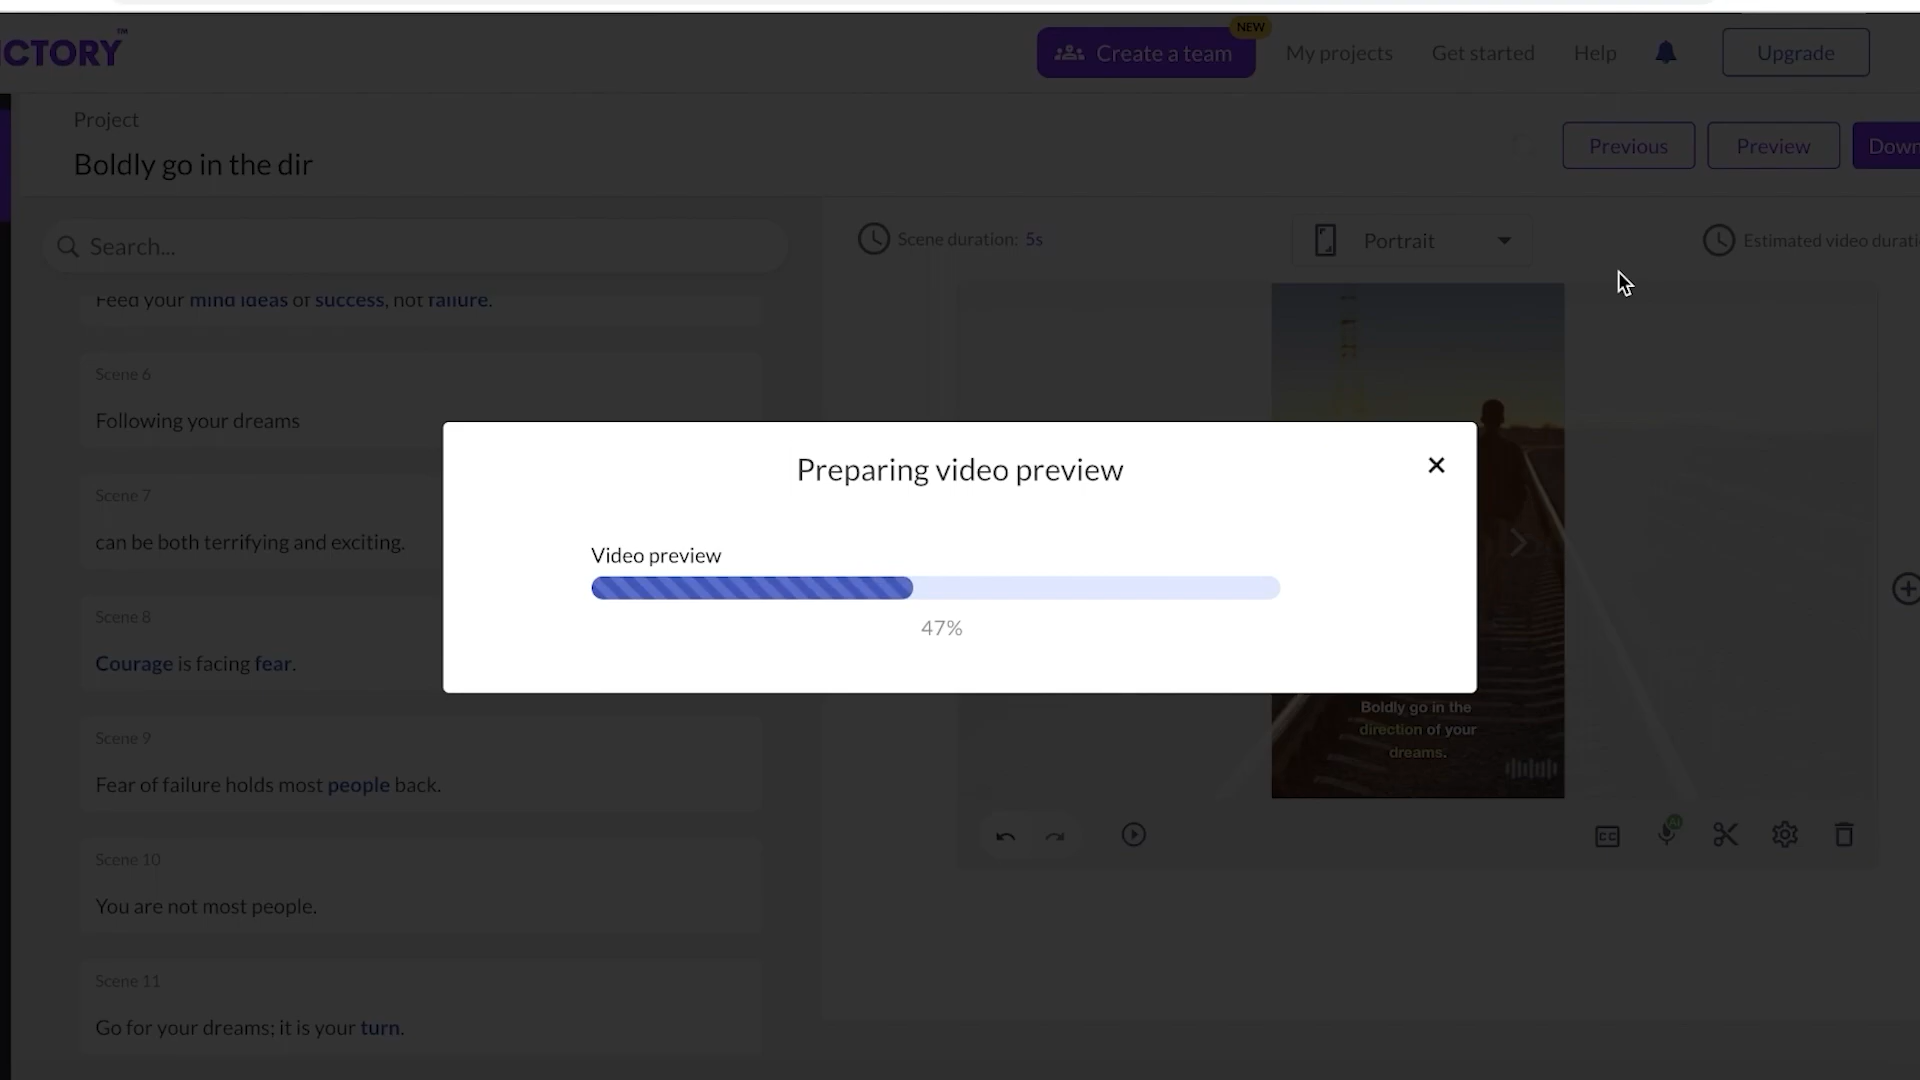 ICTORY™
NEW
Create a team
My projects
Get started
Help
Upgrade
Project
Boldly go in the dir
Previous
Preview
Down
Search...
Scene duration: 5s
Portrait
Estimated video durati
Feed your mind ideas of success, not failure.
Scene 6
Following your dreams
Scene 7
can be both terrifying and exciting.
Scene 8
Courage is facing fear.
Scene 9
Fear of failure holds most people back.
Scene 10
You are not most people.
Scene 11
Go for your dreams; it is your turn.
Preparing video preview
Video preview
47%
Boldly go in the
direction of your
dreams.
CC
AI